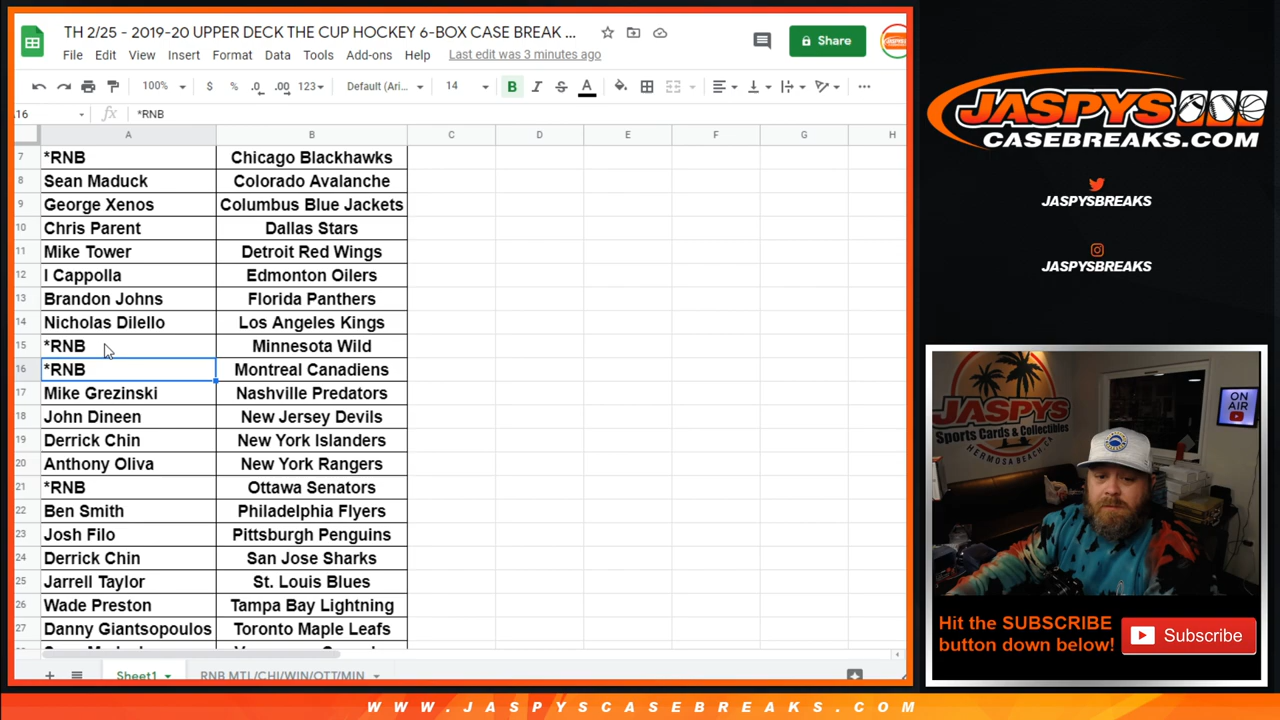 TH 2/25 - 2019-20 UPPER DECK THE CUP HOCKEY 6-BOX CASE BREAK ...
File Edit View Insert Format Data Tools Add-ons Help Last edit was 3 minutes ago
Share
100% $ % .0 .00 123 Default (Ari... 14 B I S A
16 fx *RNB
A B C D E F G H
7 *RNB Chicago Blackhawks
8 Sean Maduck Colorado Avalanche
9 George Xenos Columbus Blue Jackets
10 Chris Parent Dallas Stars
11 Mike Tower Detroit Red Wings
12 I Cappolla Edmonton Oilers
13 Brandon Johns Florida Panthers
14 Nicholas Dilello Los Angeles Kings
15 *RNB Minnesota Wild
16 *RNB Montreal Canadiens
17 Mike Grezinski Nashville Predators
18 John Dineen New Jersey Devils
19 Derrick Chin New York Islanders
20 Anthony Oliva New York Rangers
21 *RNB Ottawa Senators
22 Ben Smith Philadelphia Flyers
23 Josh Filo Pittsburgh Penguins
24 Derrick Chin San Jose Sharks
25 Jarrell Taylor St. Louis Blues
26 Wade Preston Tampa Bay Lightning
27 Danny Giantsopoulos Toronto Maple Leafs
Sheet1 RNB MTL/CHI/WIN/OTT/MIN
JASPYS
CASEBREAKS.COM
JASPYSBREAKS
JASPYSBREAKS
JASPYS
Sports Cards & Collectibles
HERMOSA BEACH, CA
ON AIR
Hit the SUBSCRIBE
button down below!
Subscribe
WWW.JASPYSCASEBREAKS.COM